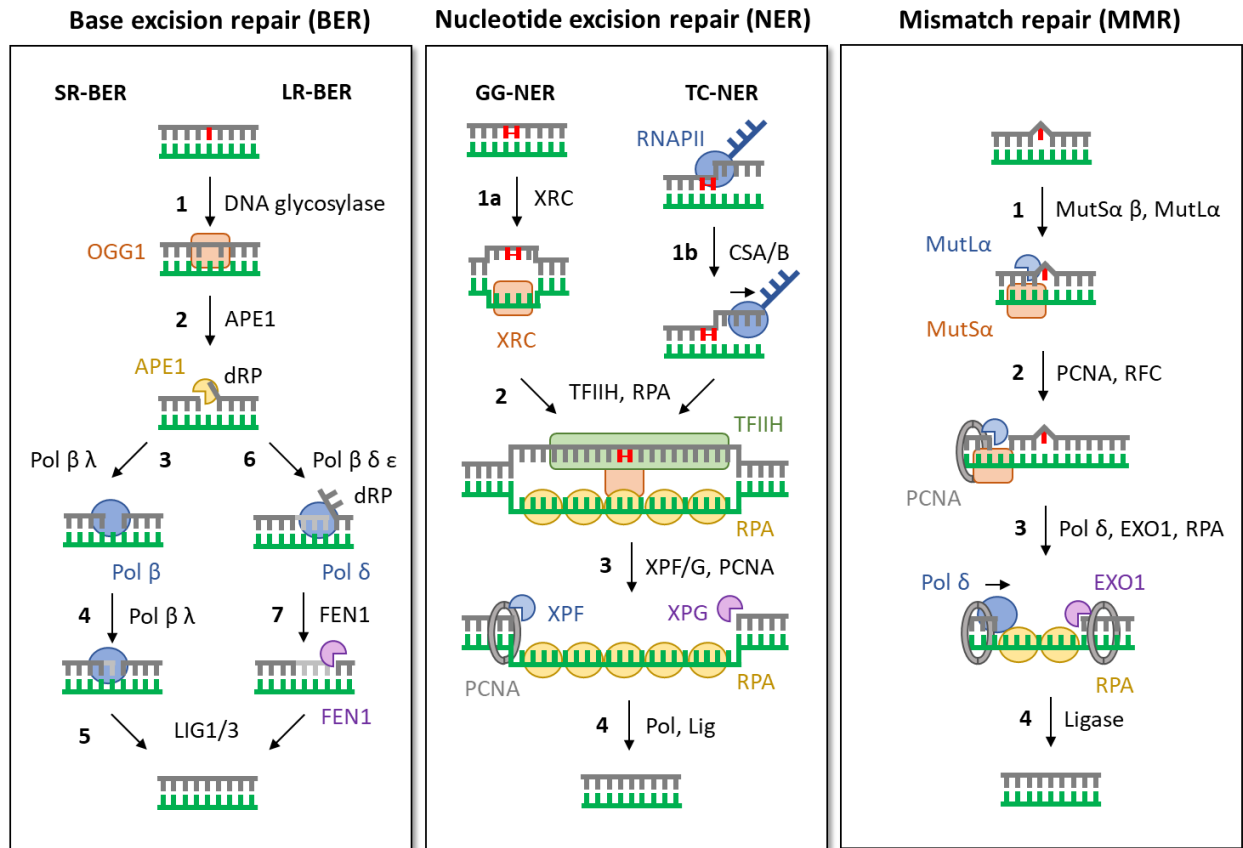 Base excision repair (BER)
SR-BER
LR-BER
1
DNA glycosylase
OGG1
2
APE1
APE1
dRP
Pol β λ
3
6
Pol β δ ε
dRP
Pol β
Pol δ
4
Pol β λ
7
FEN1
FEN1
5
LIG1/3
Nucleotide excision repair (NER)
GG-NER
TC-NER
RNAPII
1a
XRC
1b
CSA/B
XRC
2
TFIIH, RPA
TFIIH
RPA
3
XPF/G, PCNA
XPF
XPG
PCNA
RPA
4
Pol, Lig
Mismatch repair (MMR)
1
MutSα β, MutLα
MutLα
MutSα
2
PCNA, RFC
PCNA
3
Pol δ, EXO1, RPA
Pol δ
EXO1
RPA
4
Ligase